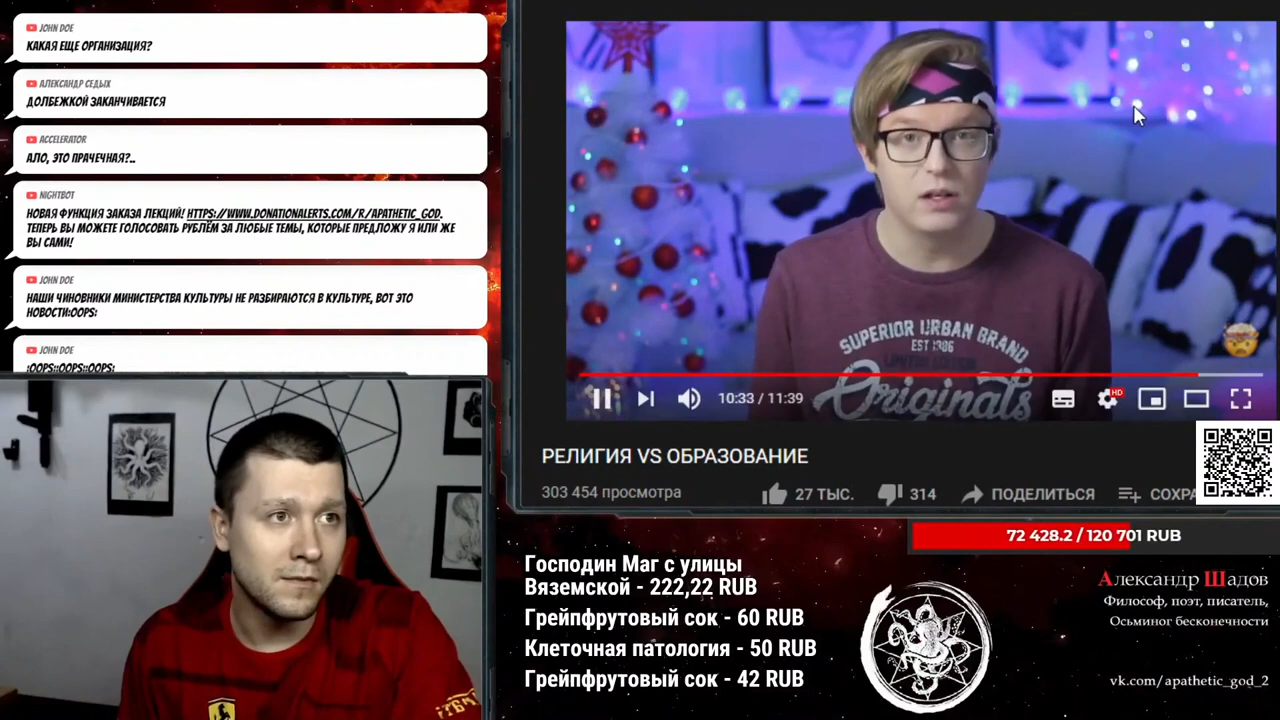 JOHN DOE
КАКАЯ ЕЩЕ ОРГАНИЗАЦИЯ?
АЛЕКСАНДР СЕДЫХ
ДОЛБЕЖКОЙ ЗАКАНЧИВАЕТСЯ
ACCELERATOR
АЛО, ЭТО ПРАЧЕЧНАЯ?..
NIGHTBOT
НОВАЯ ФУНКЦИЯ ЗАКАЗА ЛЕКЦИЙ! HTTPS://WWW.DONATIONALERTS.COM/R/APATHETIC_GOD.
ТЕПЕРЬ ВЫ МОЖЕТЕ ГОЛОСОВАТЬ РУБЛЁМ ЗА ЛЮБЫЕ ТЕМЫ, КОТОРЫЕ ПРЕДЛОЖУ Я ИЛИ ЖЕ
ВЫ САМИ!
JOHN DOE
НАШИ ЧИНОВНИКИ МИНИСТЕРСТВА КУЛЬТУРЫ НЕ РАЗБИРАЮТСЯ В КУЛЬТУРЕ, ВОТ ЭТО
НОВОСТИ:OOPS:
JOHN DOE
:OOPS::OOPS::OOPS:
SUPERIOR URBAN BRAND
EST 1986
Originals
HD
10:33 / 11:39
РЕЛИГИЯ VS ОБРАЗОВАНИЕ
303 454 просмотра
27 ТЫС.
314
ПОДЕЛИТЬСЯ
СОХРА
72 428.2 / 120 701 RUB
Господин Маг с улицы
Вяземской - 222,22 RUB
Грейпфрутовый сок - 60 RUB
Клеточная патология - 50 RUB
Грейпфрутовый сок - 42 RUB
Александр Шадов
Философ, поэт, писатель,
Осьминог бесконечности
vk.com/apathetic_god_2